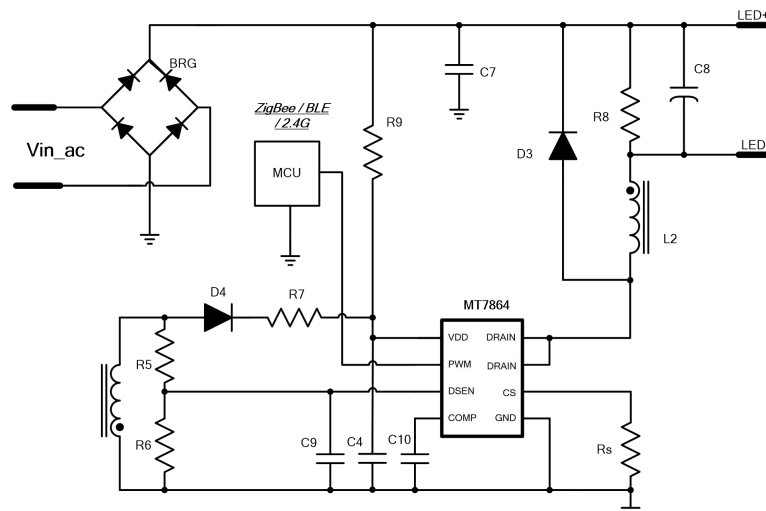 LED+
BRG
C7
C8
ZigBee / BLE
/ 2.4G
R9
R8
Vin_ac
D3
LED
MCU
L2
D4
R7
MT7864
VDD
DRAIN
R5
PWM
DRAIN
DSEN
CS
COMP
GND
R6
C9
C4
C10
Rs